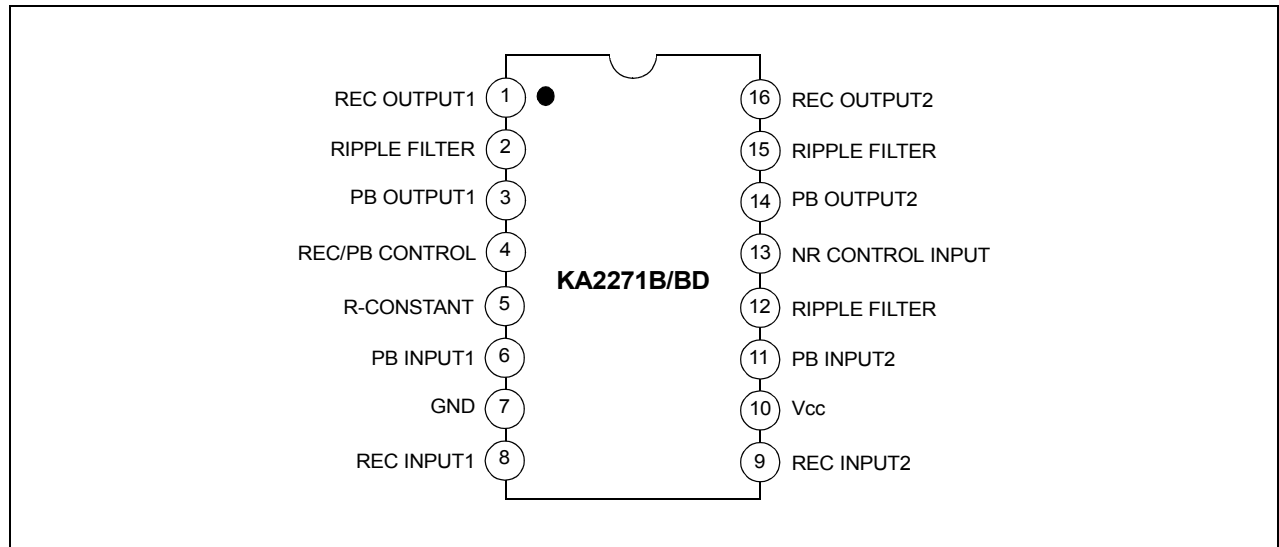 REC OUTPUT1 1 16 REC OUTPUT2
RIPPLE FILTER 2 15 RIPPLE FILTER
PB OUTPUT1 3 14 PB OUTPUT2
REC/PB CONTROL 4 13 NR CONTROL INPUT
KA2271B/BD
R-CONSTANT 5 12 RIPPLE FILTER
PB INPUT1 6 11 PB INPUT2
GND 7 10 Vcc
REC INPUT1 8 9 REC INPUT2